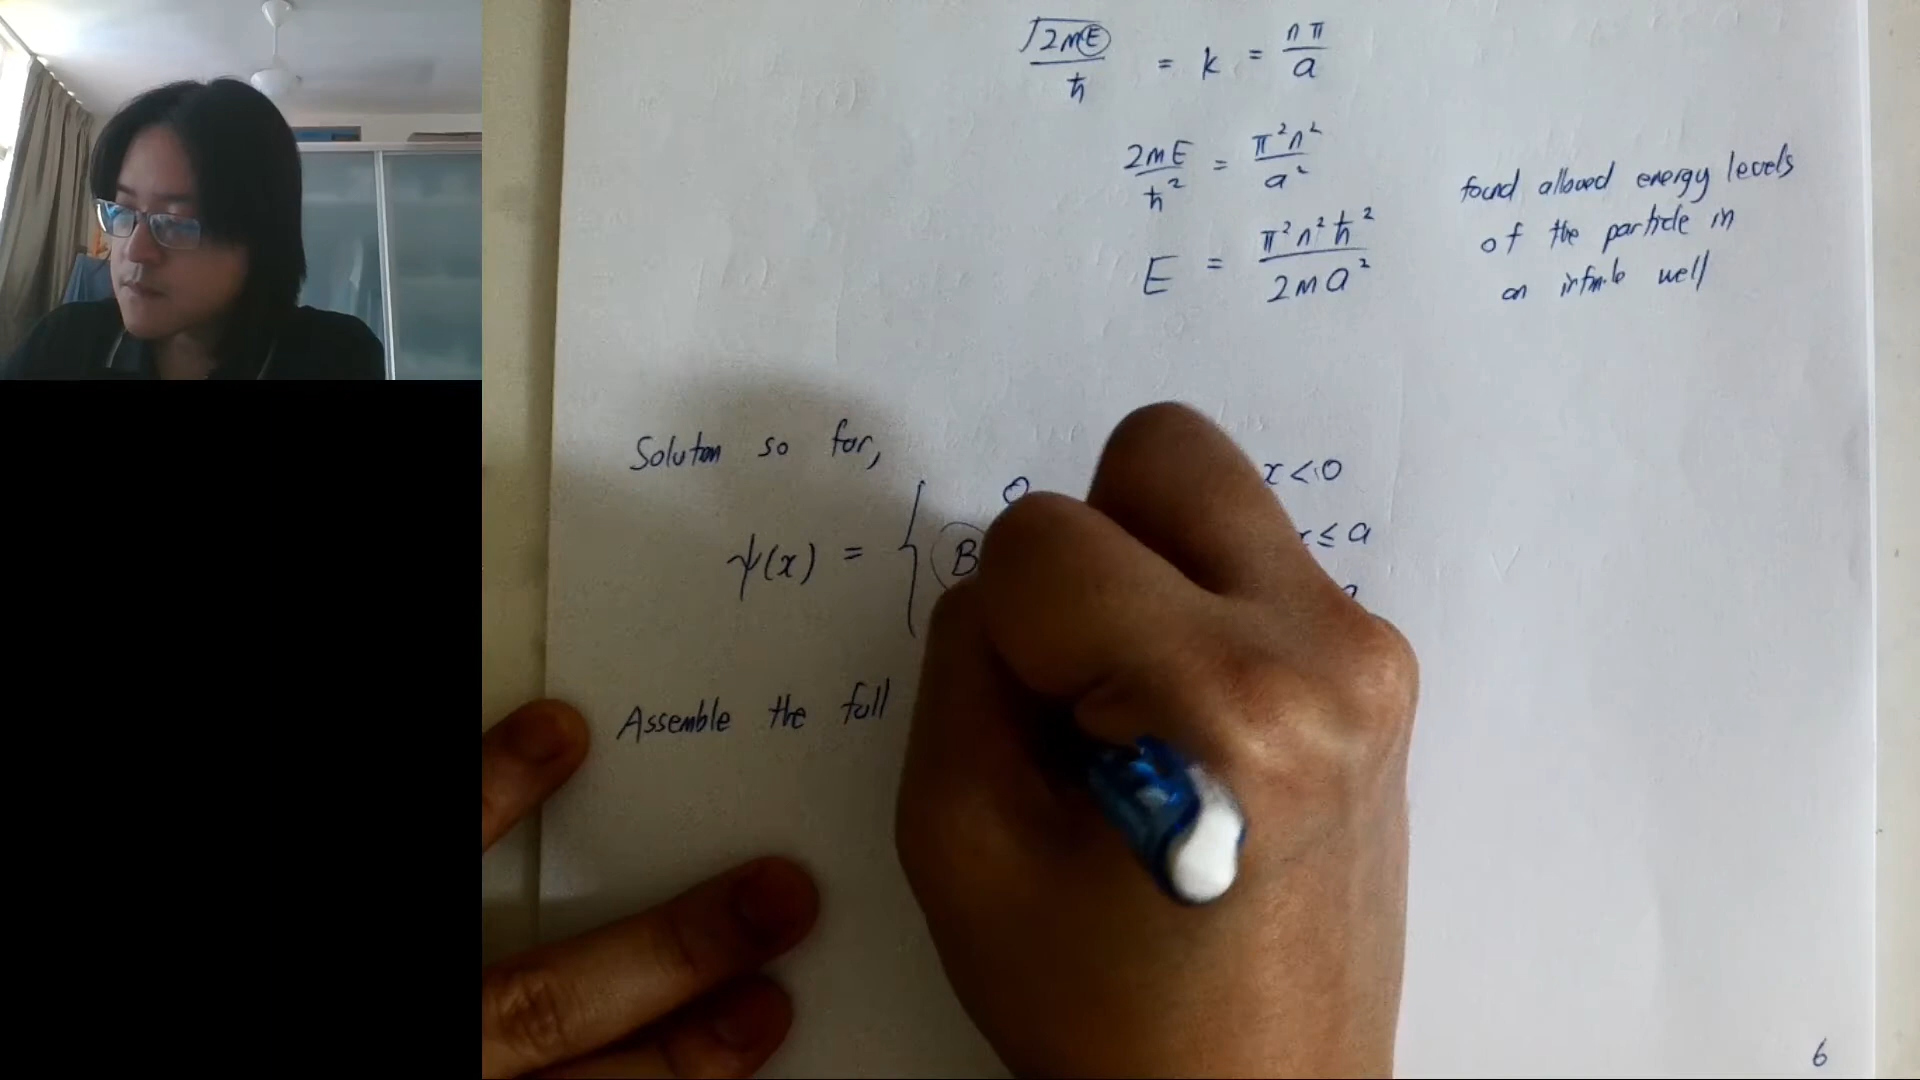 √2mE / ħ = k = nπ / a
2mE / ħ² = π²n² / a²
E = π²n²ħ² / 2ma²
found allowed energy levels
of the particle in
an infinite well
Soluton so far,
0 x < 0
ψ(x) = { B ≤ a
Assemble the full
6